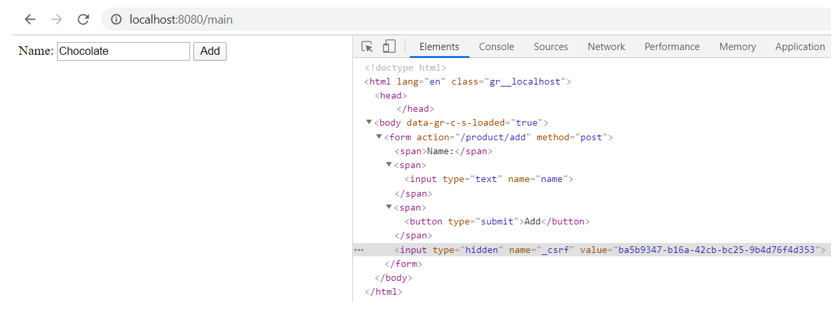 localhost:8080/main
Name: Chocolate Add
Elements Console Sources Network Performance Memory Application
<!doctype html>
<html lang="en" class="gr__localhost">
<head>
</head>
<body data-gr-c-s-loaded="true">
<form action="/product/add" method="post">
<span>Name:</span>
<span>
<input type="text" name="name">
</span>
<span>
<button type="submit">Add</button>
</span>
<input type="hidden" name="_csrf" value="ba5b9347-b16a-42cb-bc25-9b4d76f4d353">
</form>
</body>
</html>